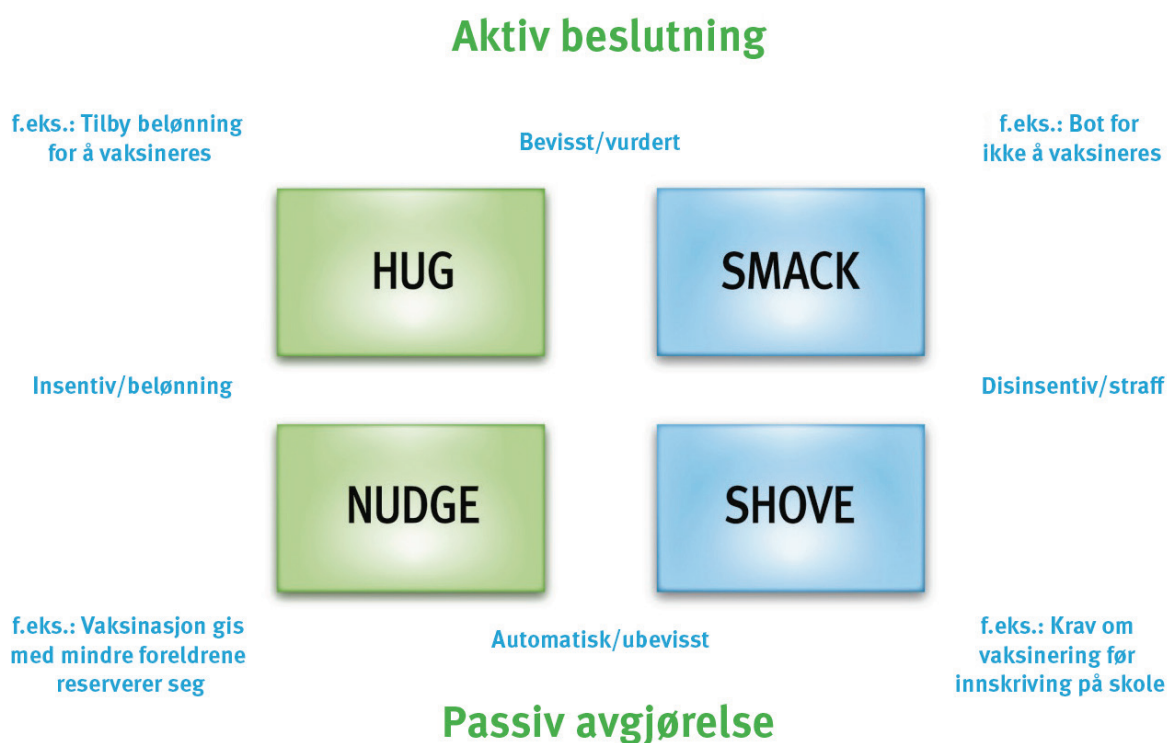 Aktiv beslutning
f.eks.: Tilby belønning
for å vaksineres
Bevisst/vurdert
f.eks.: Bot for
ikke å vaksineres
HUG
SMACK
Insentiv/belønning
Disinsentiv/straff
NUDGE
SHOVE
f.eks.: Vaksinasjon gis
med mindre foreldrene
reserverer seg
Automatisk/ubevisst
f.eks.: Krav om
vaksinering før
innskriving på skole
Passiv avgjørelse